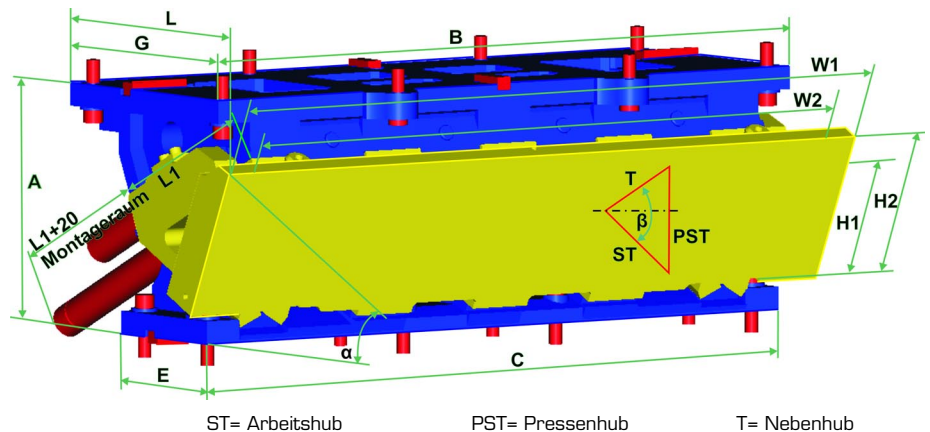 L
G
B
W1
W2
A
L1
L1+20
Montageraum
T
β
ST
PST
H1
H2
α
E
C
ST= Arbeitshub PST= Pressenhub T= Nebenhub